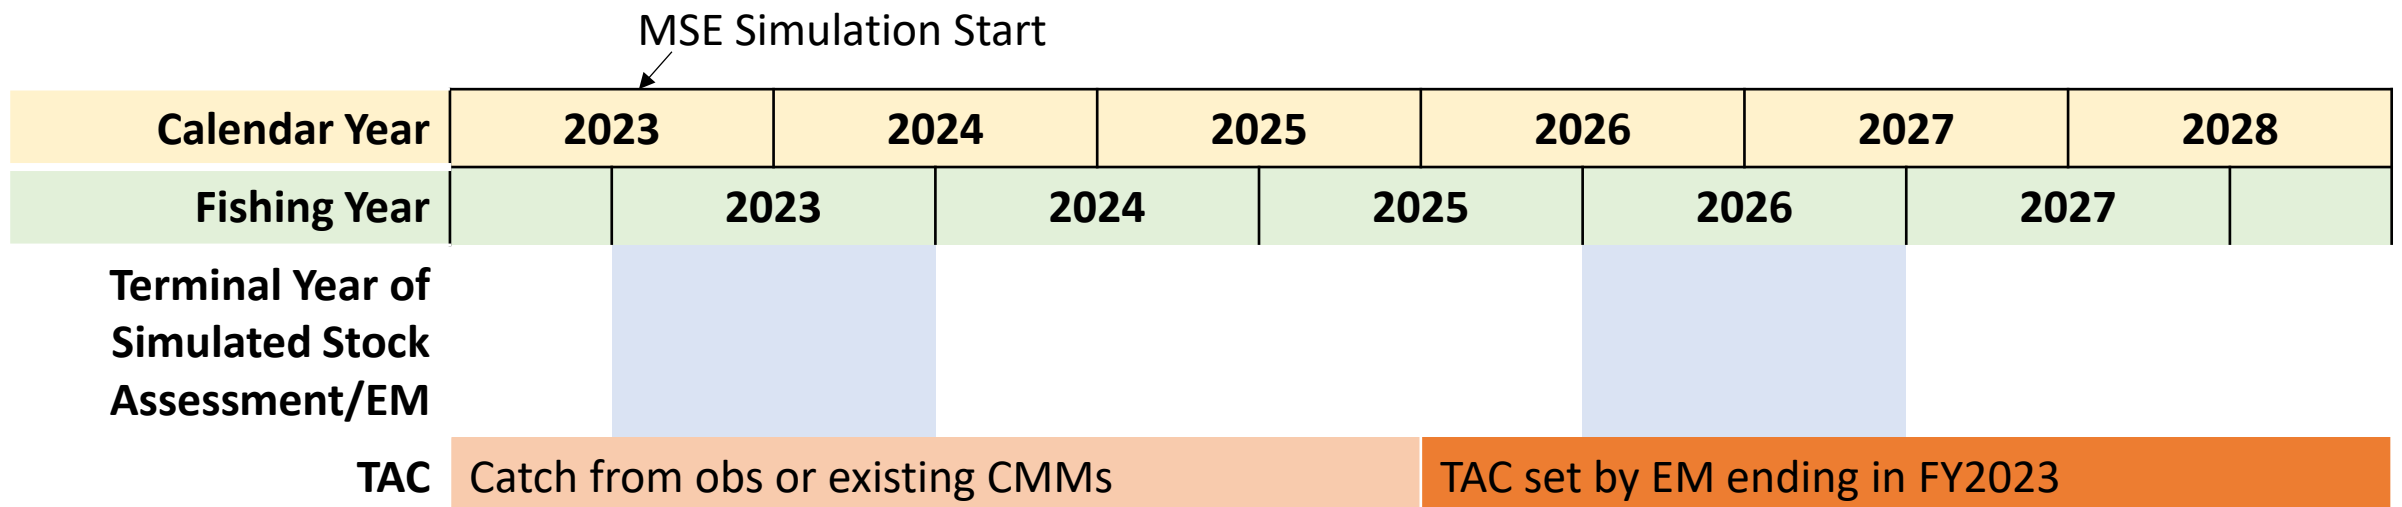 MSE Simulation Start
Calendar Year 2023 2024 2025 2026 2027 2028
Fishing Year 2023 2024 2025 2026 2027
Terminal Year of
Simulated Stock
Assessment/EM
TAC Catch from obs or existing CMMs TAC set by EM ending in FY2023